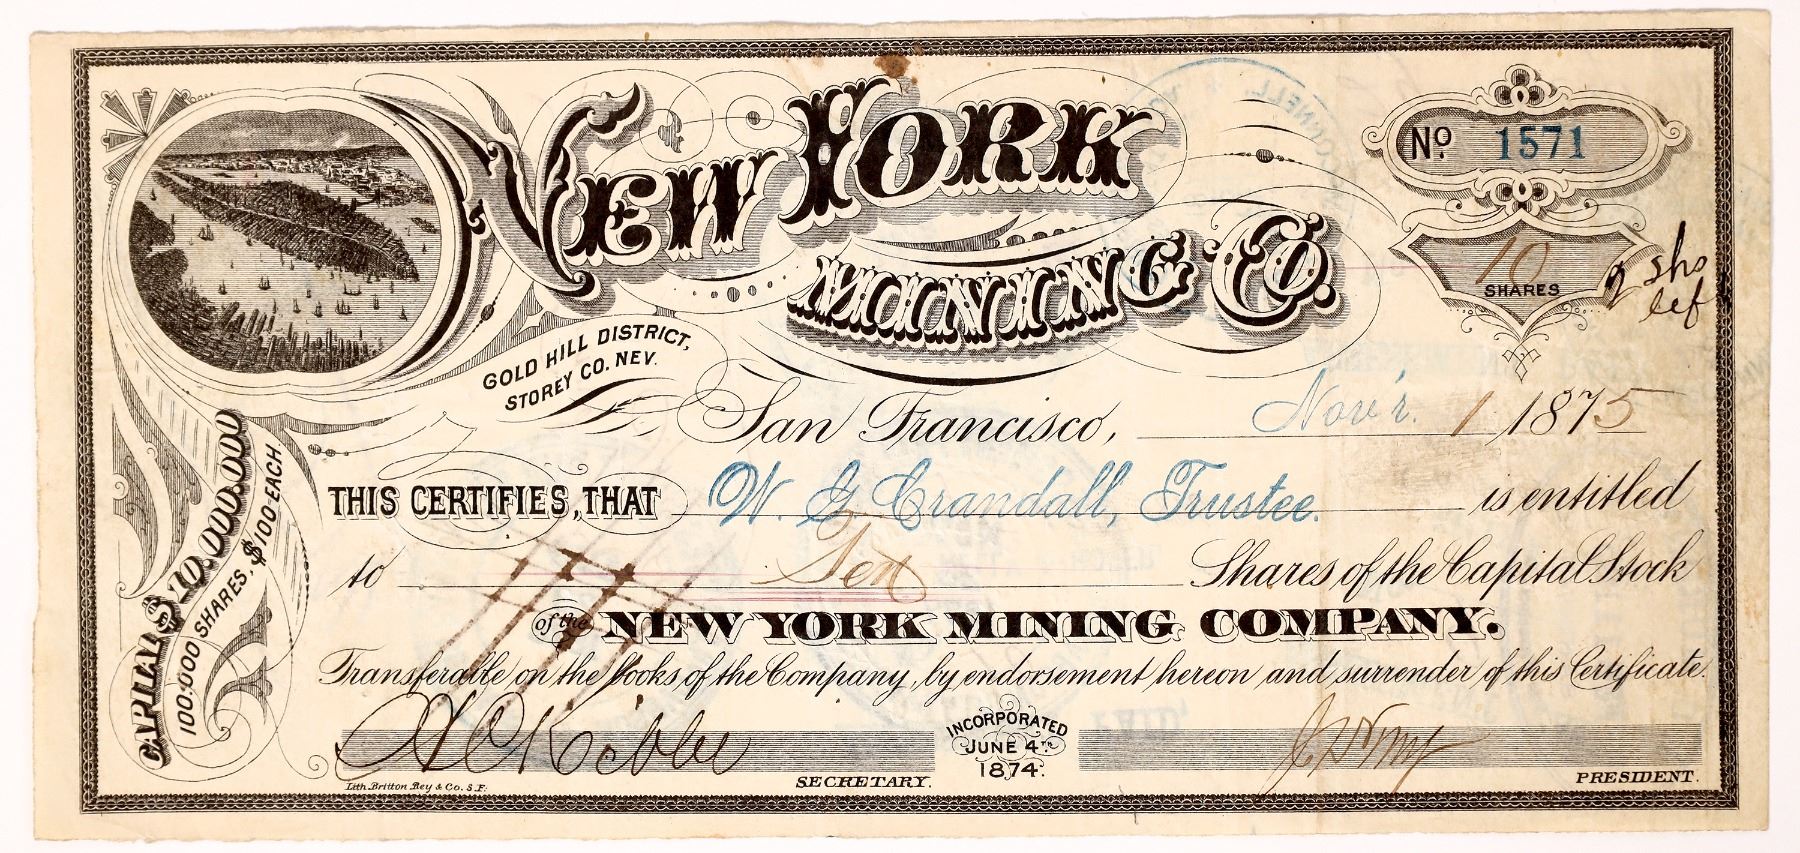 NEW YORK
MINING CO.
No. 1571
10
SHARES
2 sho
GOLD HILL DISTRICT,
STOREY CO. NEV.
San Francisco, Nov'r. 1 1875
THIS CERTIFIES, THAT W. G. Crandall, Trustee. is entitled
to Ten Shares of the Capital Stock
of the NEW YORK MINING COMPANY.
Transferable on the books of the Company, by endorsement hereon and surrender of this Certificate.
CAPITAL $10,000,000
100,000 SHARES, $100 EACH.
INCORPORATED
JUNE 4TH
1874.
SECRETARY.
PRESIDENT.
Lith. Britton Rey & Co. S.F.